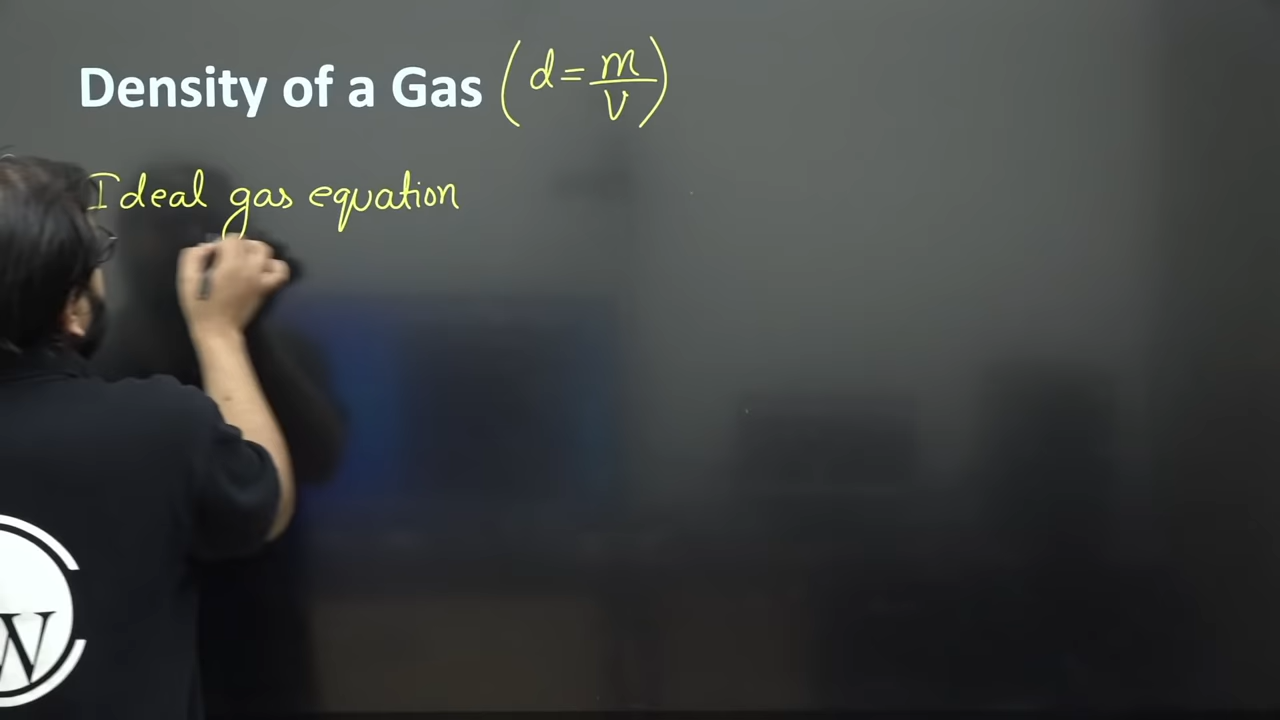 Density of a Gas (d = m/V)
Ideal gas equation
W